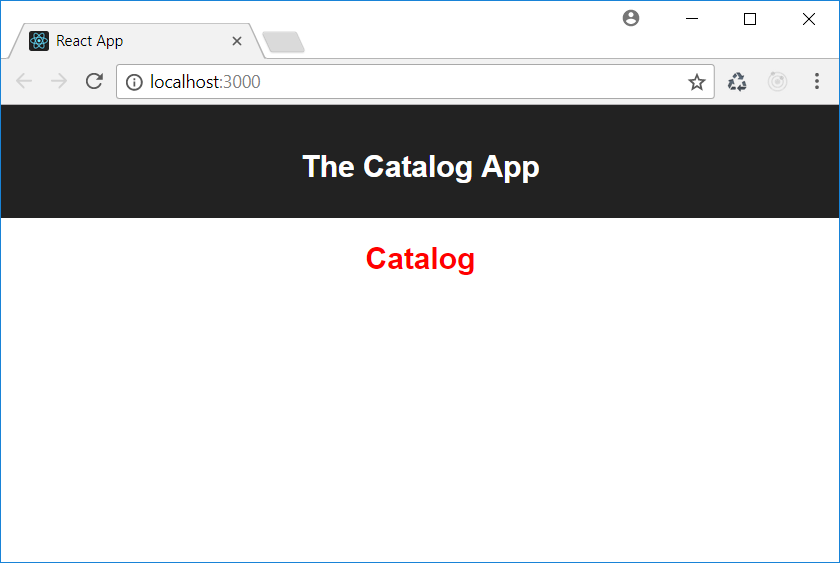 React App
localhost:3000
The Catalog App
Catalog